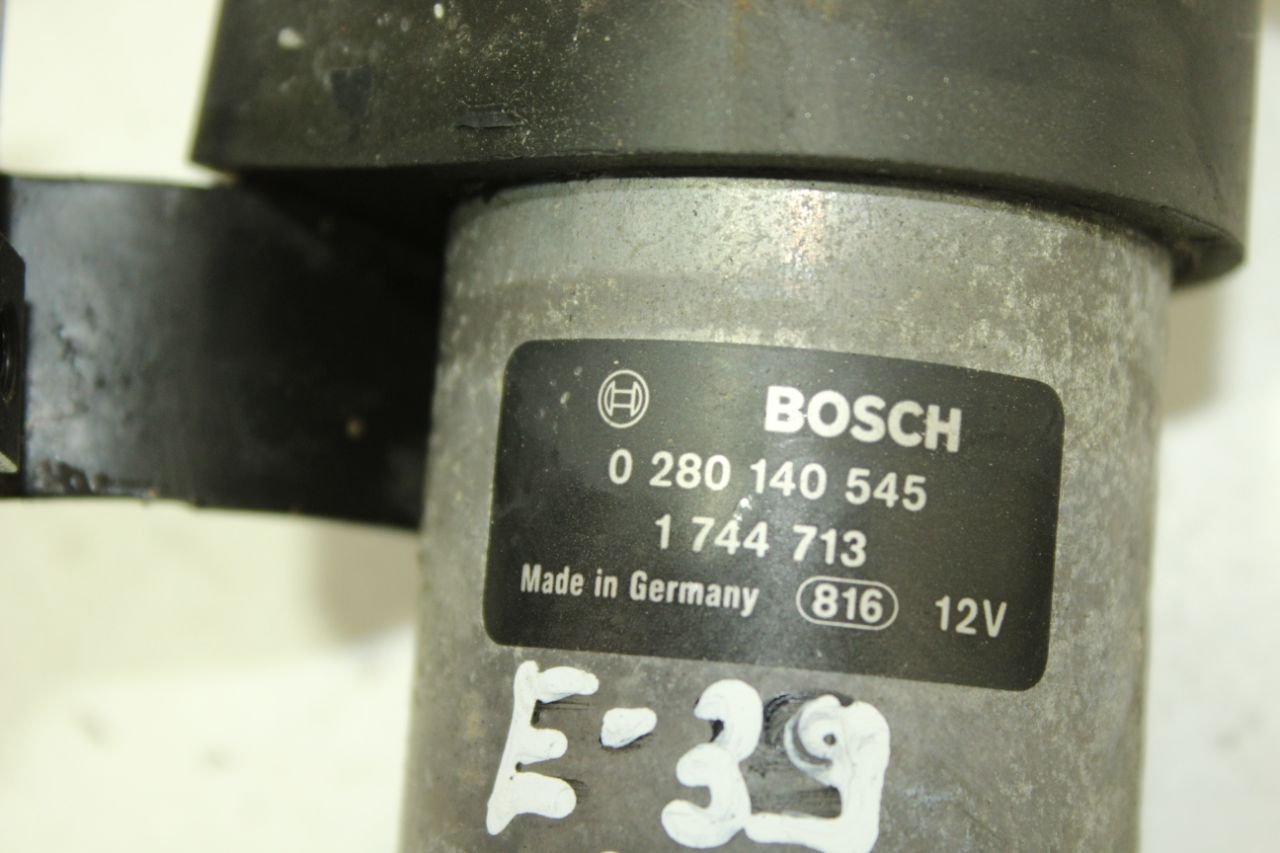 BOSCH
0 280 140 545
1 744 713
Made in Germany 816 12V
E-39